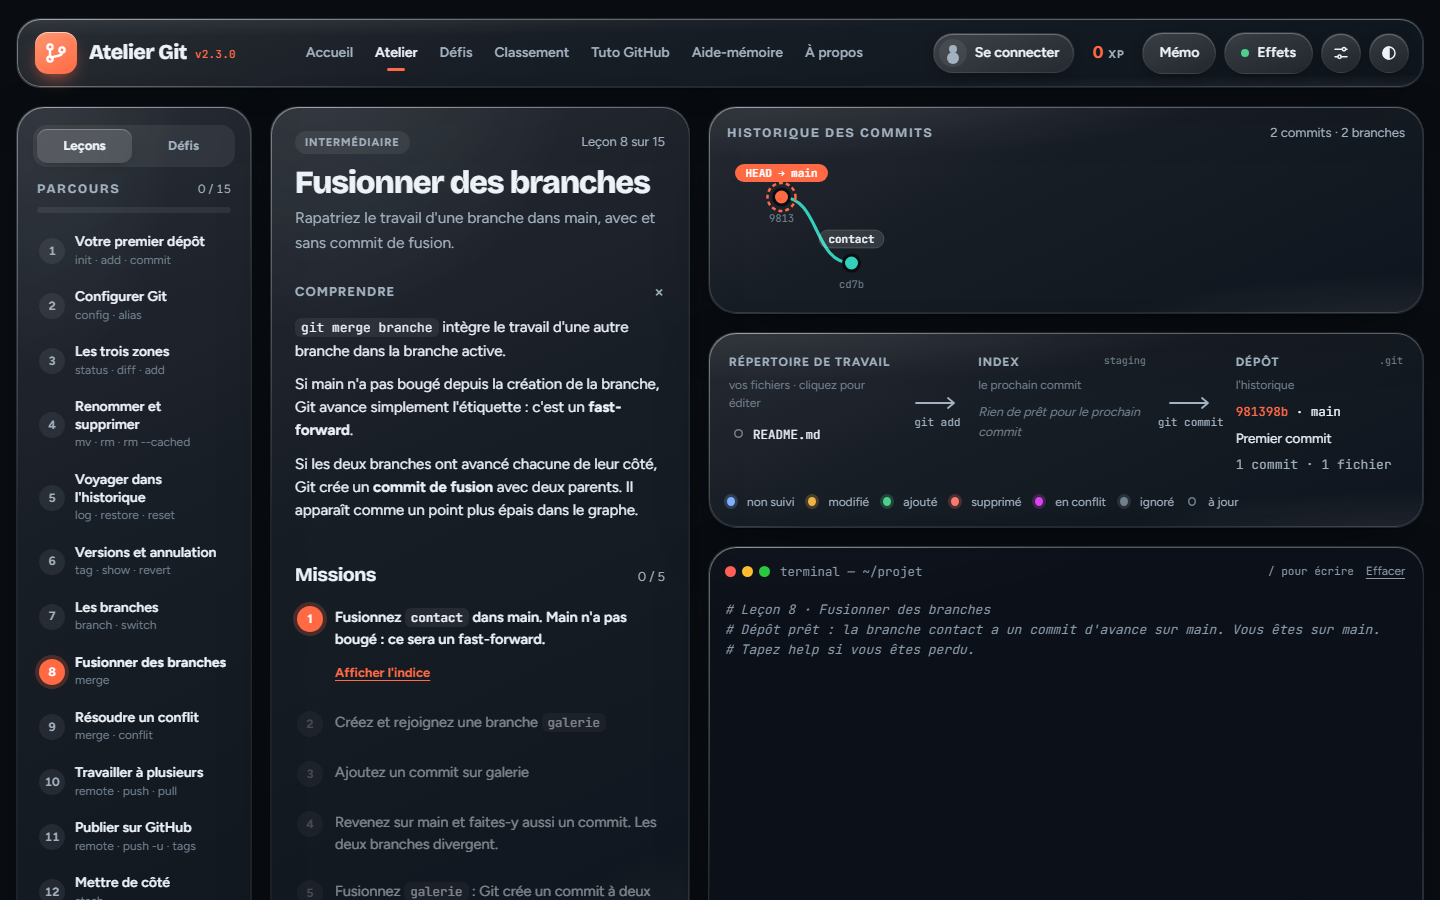 Atelier Git v2.3.0
Accueil
Atelier
Défis
Classement
Tuto GitHub
Aide-mémoire
À propos
Se connecter
0 XP
Mémo
Effets
Leçons
Défis
PARCOURS
0 / 15
1
Votre premier dépôt
init · add · commit
2
Configurer Git
config · alias
3
Les trois zones
status · diff · add
4
Renommer et
supprimer
mv · rm · rm --cached
5
Voyager dans
l'historique
log · restore · reset
6
Versions et annulation
tag · show · revert
7
Les branches
branch · switch
8
Fusionner des branches
merge
9
Résoudre un conflit
merge · conflit
10
Travailler à plusieurs
remote · push · pull
11
Publier sur GitHub
remote · push -u · tags
12
Mettre de côté
INTERMÉDIAIRE
Leçon 8 sur 15
Fusionner des branches
Rapatriez le travail d'une branche dans main, avec et
sans commit de fusion.
COMPRENDRE
×
git merge branche intègre le travail d'une autre
branche dans la branche active.
Si main n'a pas bougé depuis la création de la branche,
Git avance simplement l'étiquette : c'est un fast-
forward.
Si les deux branches ont avancé chacune de leur côté,
Git crée un commit de fusion avec deux parents. Il
apparaît comme un point plus épais dans le graphe.
Missions
0 / 5
1
Fusionnez contact dans main. Main n'a pas
bougé : ce sera un fast-forward.
Afficher l'indice
2
Créez et rejoignez une branche galerie
3
Ajoutez un commit sur galerie
4
Revenez sur main et faites-y aussi un commit. Les
deux branches divergent.
5
Fusionnez galerie : Git crée un commit à deux
HISTORIQUE DES COMMITS
2 commits · 2 branches
HEAD → main
9813
contact
cd7b
RÉPERTOIRE DE TRAVAIL
vos fichiers · cliquez pour
éditer
README.md
git add
INDEX
staging
le prochain commit
Rien de prêt pour le prochain
commit
git commit
DÉPÔT
.git
l'historique
981398b · main
Premier commit
1 commit · 1 fichier
non suivi
modifié
ajouté
supprimé
en conflit
ignoré
à jour
terminal — ~/projet
/ pour écrire
Effacer
# Leçon 8 · Fusionner des branches
# Dépôt prêt : la branche contact a un commit d'avance sur main. Vous êtes sur main.
# Tapez help si vous êtes perdu.